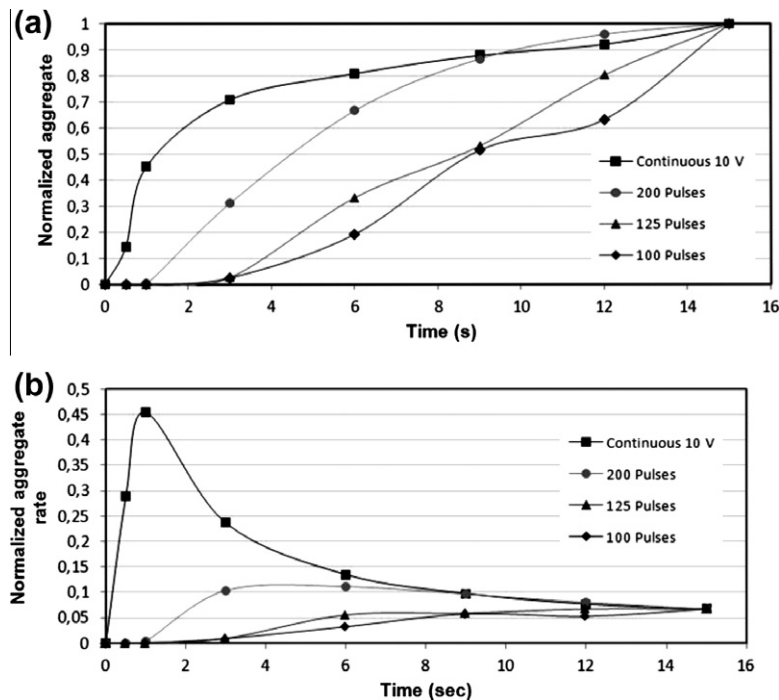 (a)
1
0,9
0,8
0,7
0,6
0,5
0,4
0,3
0,2
0,1
0
Normalized aggregate
Continuous 10 V
200 Pulses
125 Pulses
100 Pulses
0 2 4 6 8 10 12 14 16
Time (s)
(b)
0,5
0,45
0,4
0,35
0,3
0,25
0,2
0,15
0,1
0,05
0
Normalized aggregate
rate
Continuous 10 V
200 Pulses
125 Pulses
100 Pulses
0 2 4 6 8 10 12 14 16
Time (sec)